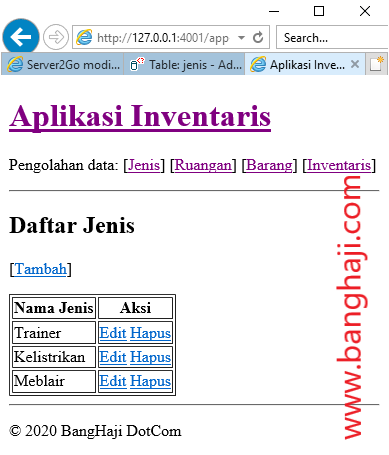 http://127.0.0.1:4001/app
Search...
Server2Go modi...
Table: jenis - Ad...
Aplikasi Inve...
Aplikasi Inventaris
Pengolahan data: [Jenis] [Ruangan] [Barang] [Inventaris]
Daftar Jenis
[Tambah]
Nama Jenis Aksi
Trainer Edit Hapus
Kelistrikan Edit Hapus
Meblair Edit Hapus
© 2020 BangHaji DotCom
www.banghaji.com